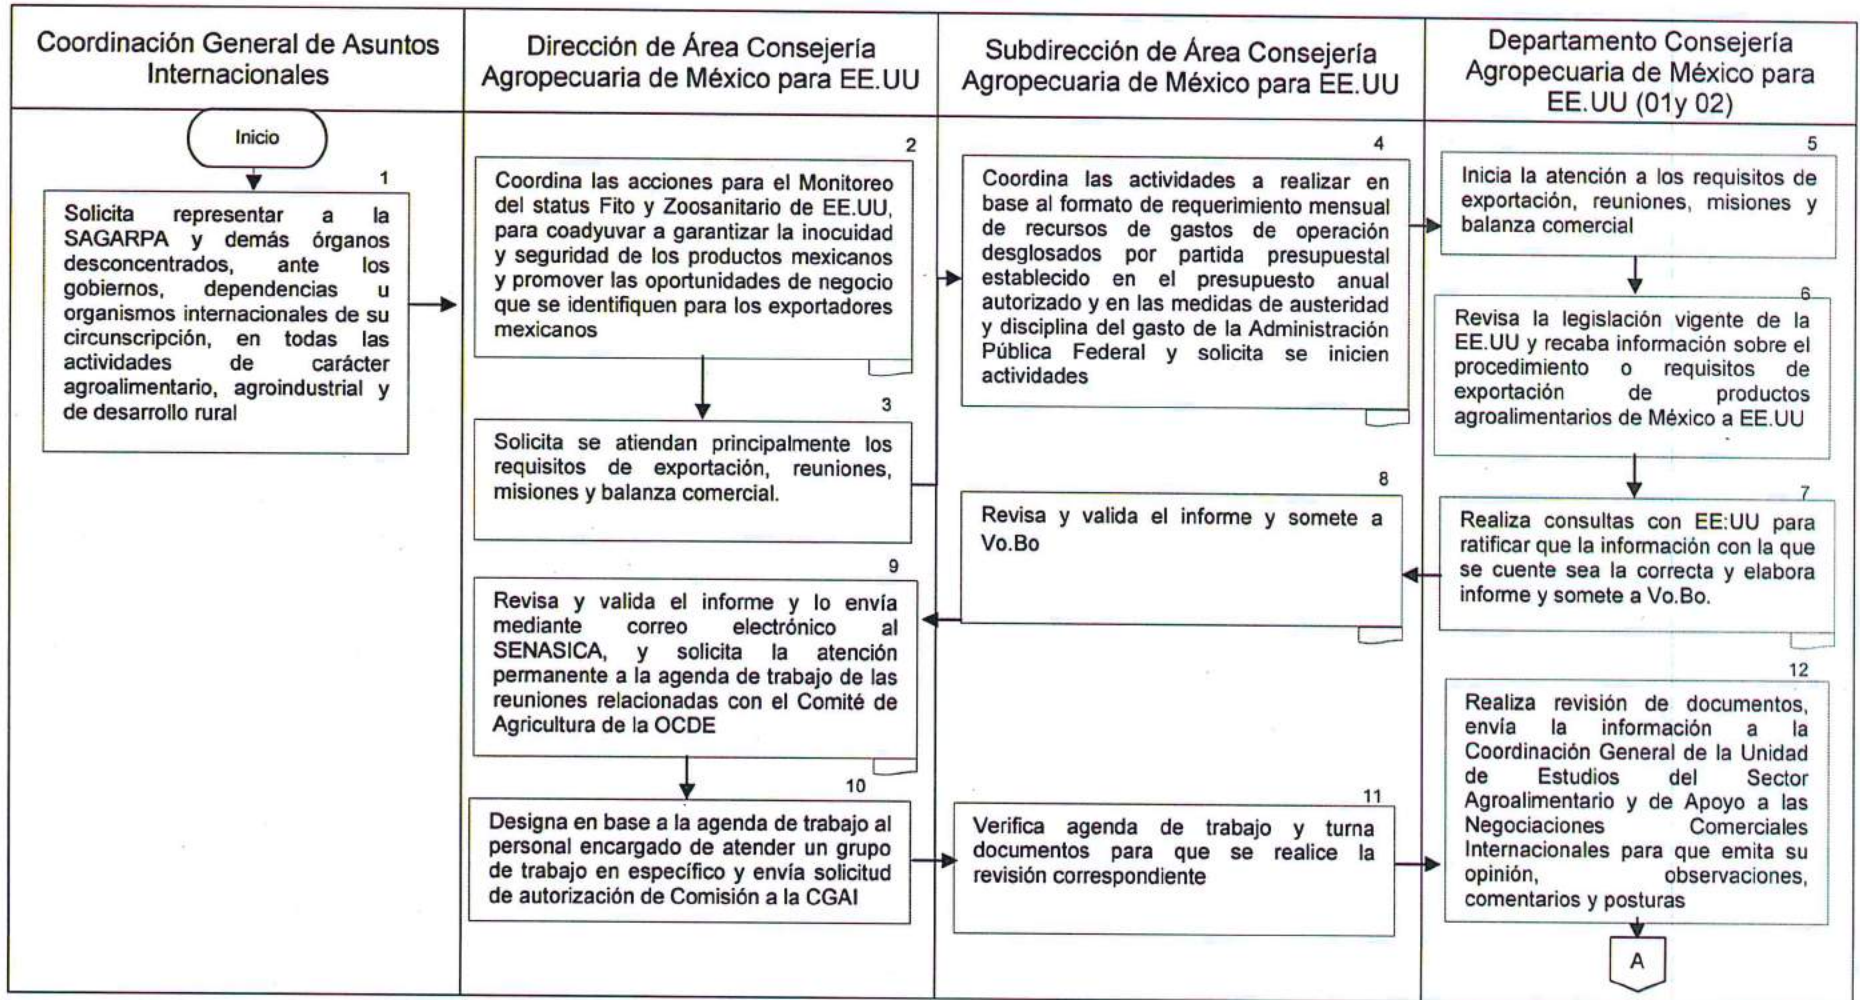 Coordinación General de Asuntos
Internacionales
Dirección de Área Consejería
Agropecuaria de México para EE.UU
Subdirección de Área Consejería
Agropecuaria de México para EE.UU
Departamento Consejería
Agropecuaria de México para
EE.UU (01y 02)
Inicio
1
Solicita representar a la
SAGARPA y demás órganos
desconcentrados, ante los
gobiernos, dependencias u
organismos internacionales de su
circunscripción, en todas las
actividades de carácter
agroalimentario, agroindustrial y
de desarrollo rural
2
Coordina las acciones para el Monitoreo
del status Fito y Zoosanitario de EE.UU,
para coadyuvar a garantizar la inocuidad
y seguridad de los productos mexicanos
y promover las oportunidades de negocio
que se identifiquen para los exportadores
mexicanos
3
Solicita se atiendan principalmente los
requisitos de exportación, reuniones,
misiones y balanza comercial.
4
Coordina las actividades a realizar en
base al formato de requerimiento mensual
de recursos de gastos de operación
desglosados por partida presupuestal
establecido en el presupuesto anual
autorizado y en las medidas de austeridad
y disciplina del gasto de la Administración
Pública Federal y solicita se inicien
actividades
5
Inicia la atención a los requisitos de
exportación, reuniones, misiones y
balanza comercial
6
Revisa la legislación vigente de la
EE.UU y recaba información sobre el
procedimiento o requisitos de
exportación de productos
agroalimentarios de México a EE.UU
7
Realiza consultas con EE:UU para
ratificar que la información con la que
se cuente sea la correcta y elabora
informe y somete a Vo.Bo.
8
Revisa y valida el informe y somete a
Vo.Bo
9
Revisa y valida el informe y lo envía
mediante correo electrónico al
SENASICA, y solicita la atención
permanente a la agenda de trabajo de las
reuniones relacionadas con el Comité de
Agricultura de la OCDE
10
Designa en base a la agenda de trabajo al
personal encargado de atender un grupo
de trabajo en específico y envía solicitud
de autorización de Comisión a la CGAI
11
Verifica agenda de trabajo y turna
documentos para que se realice la
revisión correspondiente
12
Realiza revisión de documentos,
envía la información a la
Coordinación General de la Unidad
de Estudios del Sector
Agroalimentario y de Apoyo a las
Negociaciones Comerciales
Internacionales para que emita su
opinión, observaciones,
comentarios y posturas
A